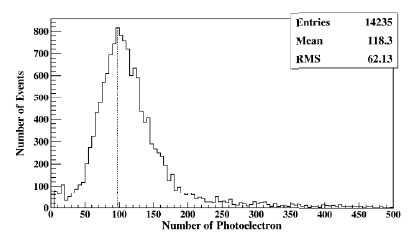 Entries 14235
Mean 118.3
RMS 62.13
Number of Events
800
700
600
500
400
300
200
100
0
0 50 100 150 200 250 300 350 400 450 500
Number of Photoelectron